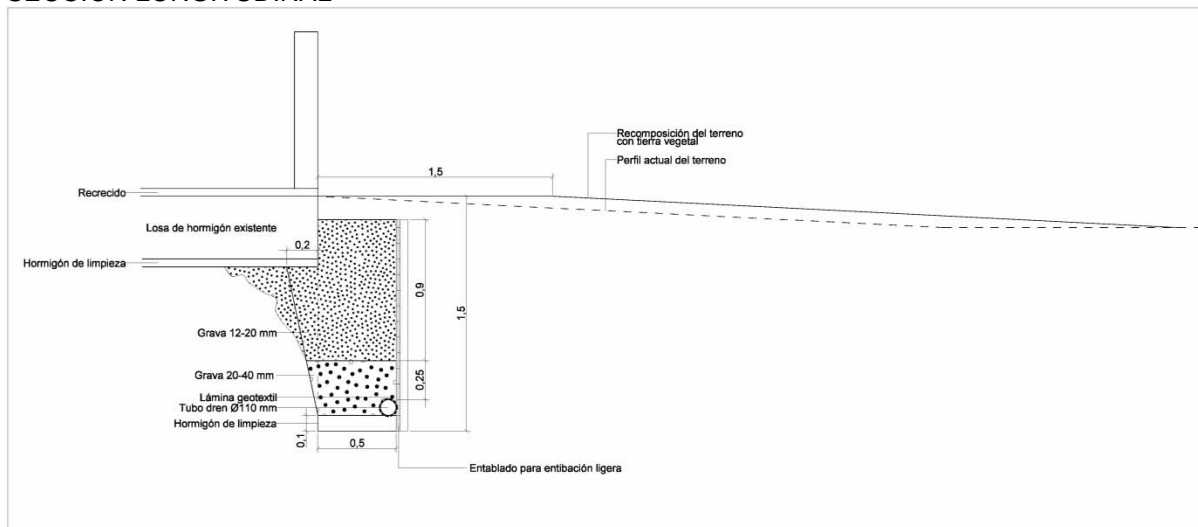 SECCIÓN LONGITUDINAL
Recomposición del terreno
con tierra vegetal
Perfil actual del terreno
1,5
Recrecido
Losa de hormigón existente
0,2
Hormigón de limpieza
0,9
1,5
Grava 12-20 mm
Grava 20-40 mm
0,25
Lámina geotextil
Tubo dren Ø110 mm
Hormigón de limpieza
0,1
0,5
Entablado para entibación ligera